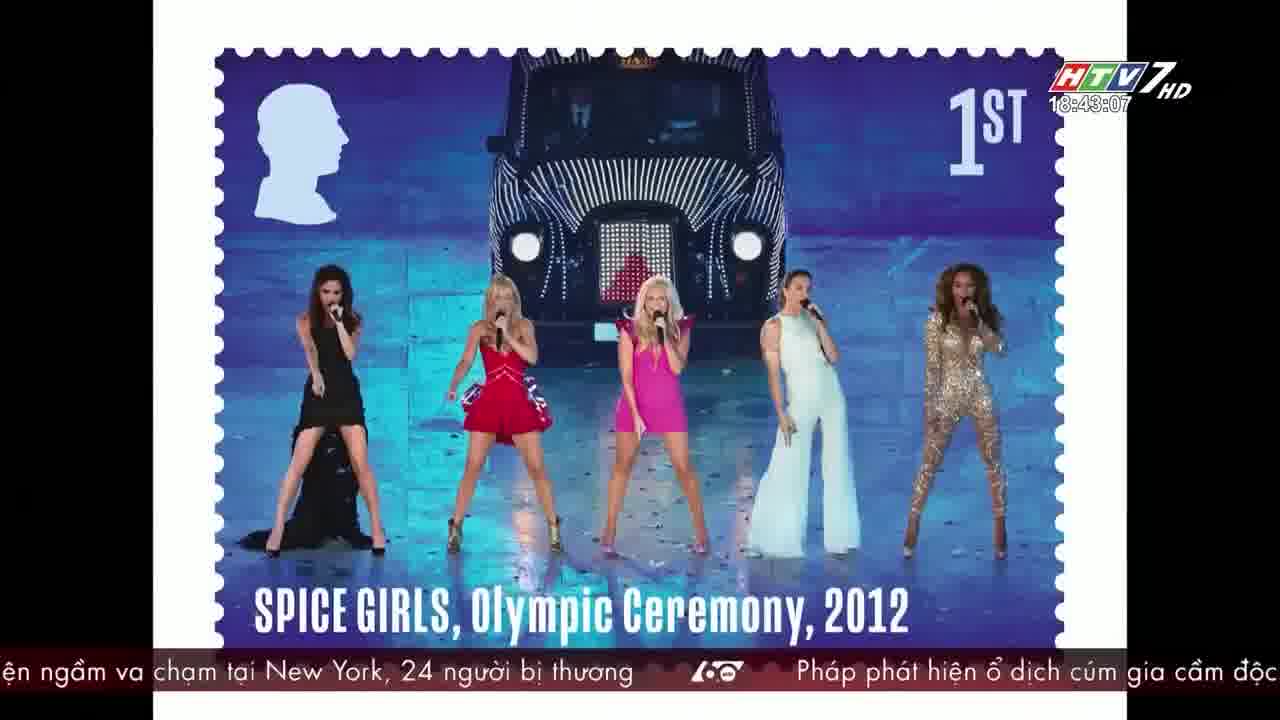 HTV7 HD
18:43:07
1ST
SPICE GIRLS, Olympic Ceremony, 2012
ện ngầm va chạm tại New York, 24 người bị thương
60
Pháp phát hiện ổ dịch cúm gia cầm độc